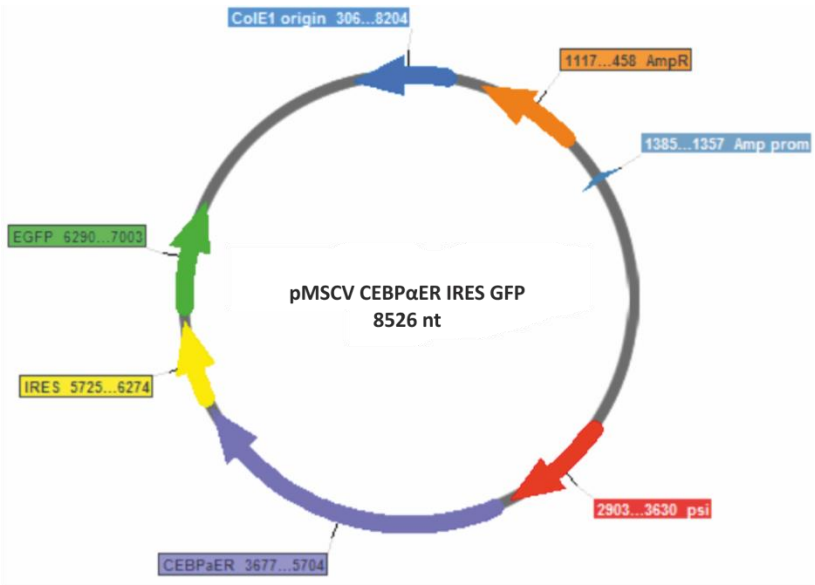 ColE1 origin 306...8204
1117...458 AmpR
1385...1357 Amp prom
EGFP 6290...7003
pMSCV CEBPαER IRES GFP
8526 nt
IRES 5725...6274
2903...3630 psi
CEBPaER 3677...5704